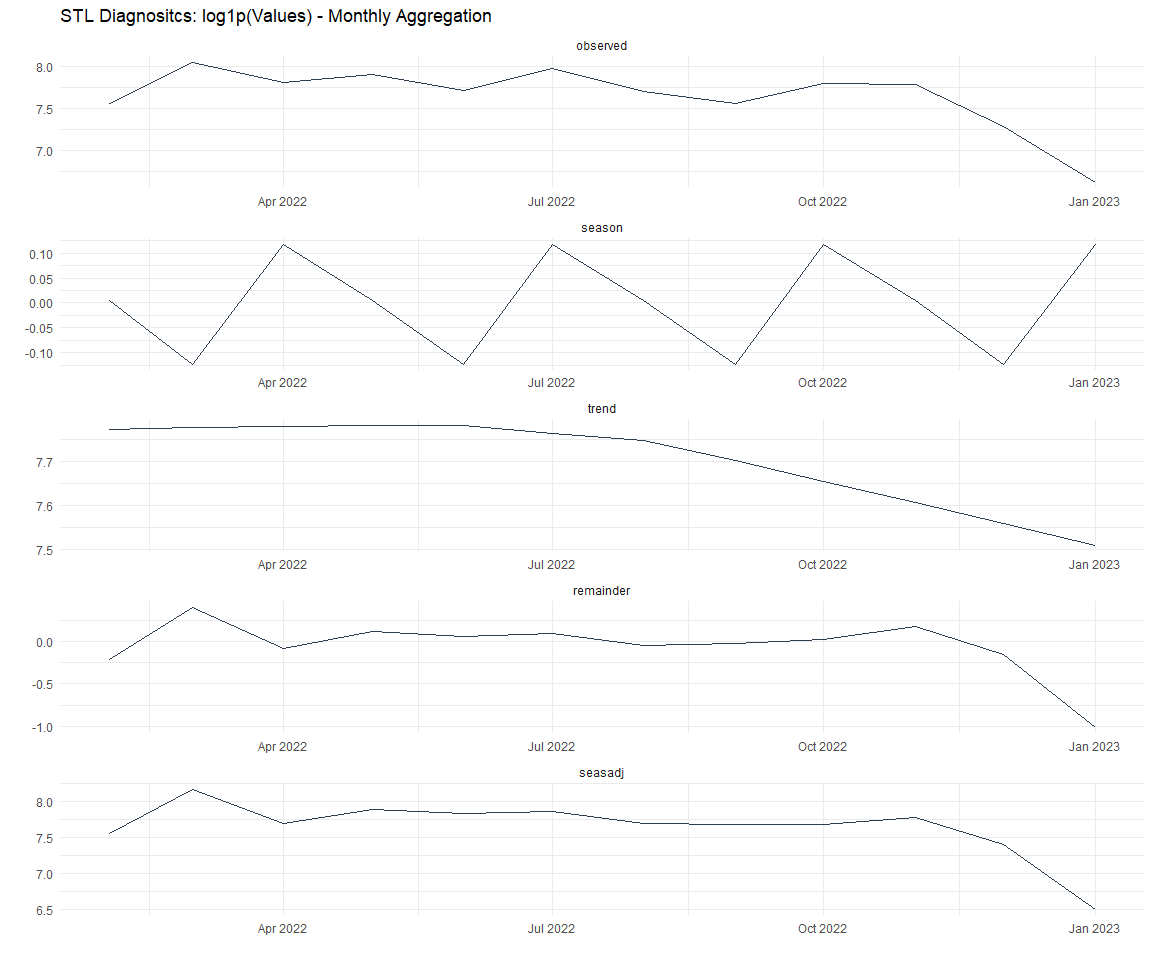 STL Diagnositcs: log1p(Values) - Monthly Aggregation
observed
8.0
7.5
7.0
Apr 2022 Jul 2022 Oct 2022 Jan 2023
season
0.10
0.05
0.00
-0.05
-0.10
Apr 2022 Jul 2022 Oct 2022 Jan 2023
trend
7.7
7.6
7.5
Apr 2022 Jul 2022 Oct 2022 Jan 2023
remainder
0.0
-0.5
-1.0
Apr 2022 Jul 2022 Oct 2022 Jan 2023
seasadj
8.0
7.5
7.0
6.5
Apr 2022 Jul 2022 Oct 2022 Jan 2023